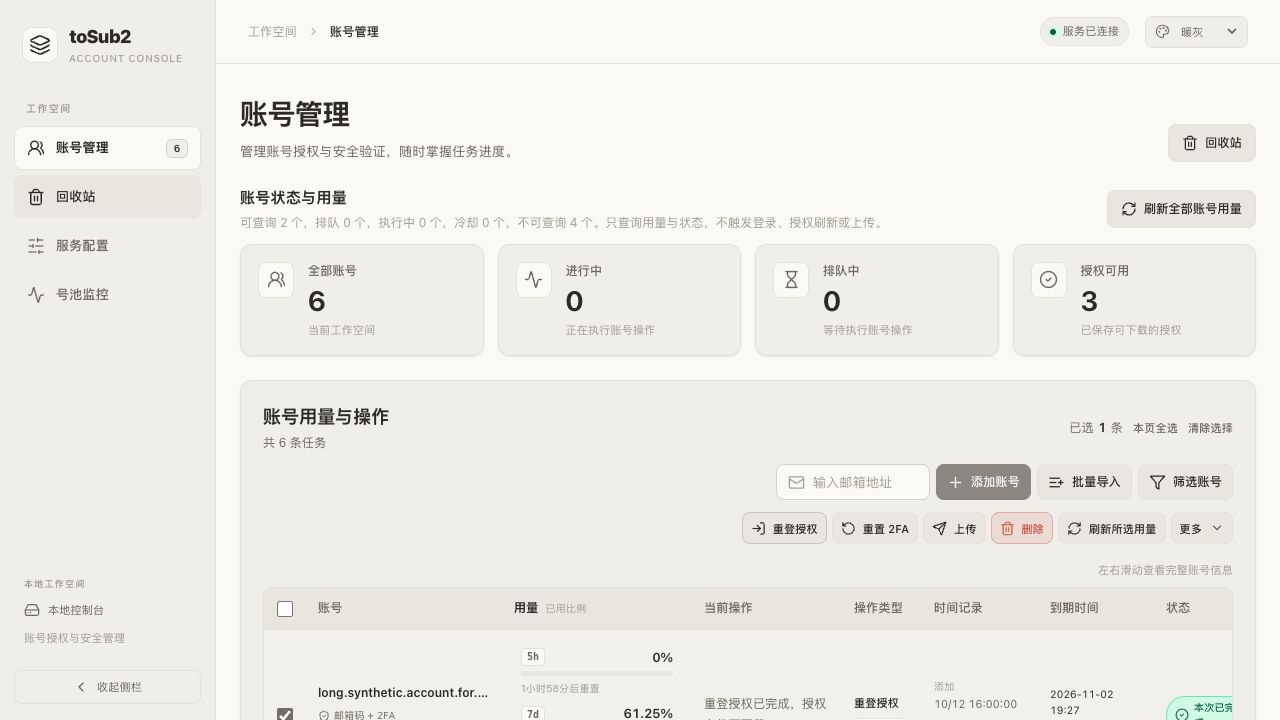 toSub2
ACCOUNT CONSOLE
工作空间
账号管理
6
回收站
服务配置
号池监控
本地工作空间
本地控制台
账号授权与安全管理
收起侧栏
工作空间
账号管理
服务已连接
暖灰
账号管理
管理账号授权与安全验证，随时掌握任务进度。
回收站
账号状态与用量
可查询 2 个，排队 0 个，执行中 0 个，冷却 0 个，不可查询 4 个。只查询用量与状态，不触发登录、授权刷新或上传。
刷新全部账号用量
全部账号
6
当前工作空间
进行中
0
正在执行账号操作
排队中
0
等待执行账号操作
授权可用
3
已保存可下载的授权
账号用量与操作
共 6 条任务
已选 1 条
本页全选
清除选择
输入邮箱地址
添加账号
批量导入
筛选账号
重登授权
重置 2FA
上传
删除
刷新所选用量
更多
左右滑动查看完整账号信息
账号
用量 已用比例
当前操作
操作类型
时间记录
到期时间
状态
long.synthetic.account.for....
邮箱码 + 2FA
5h
0%
1小时58分后重置
7d
61.25%
重登授权已完成，授权
重登授权
添加
10/12 16:00:00
2026-11-02
19:27
本次已完